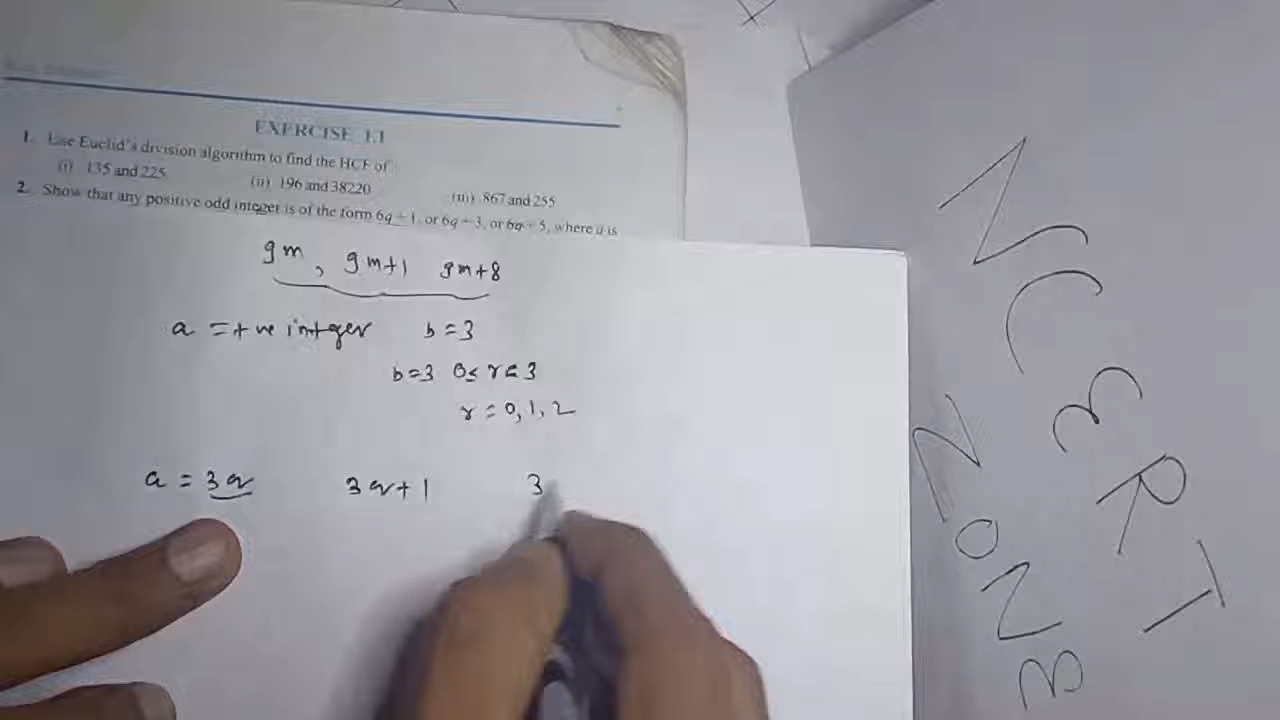 EXERCISE 1.1
1. Use Euclid's division algorithm to find the HCF of
(i) 135 and 225 (ii) 196 and 38220 (iii) 867 and 255
2. Show that any positive odd integer is of the form 6q + 1, or 6q + 3, or 6q + 5, where q is
9m, 9m+1 9m+8
a = +ve intger b = 3
b=3 0≤ r < 3
r = 0, 1, 2
a = 3q 3q+1 3
NCERT
ZONE